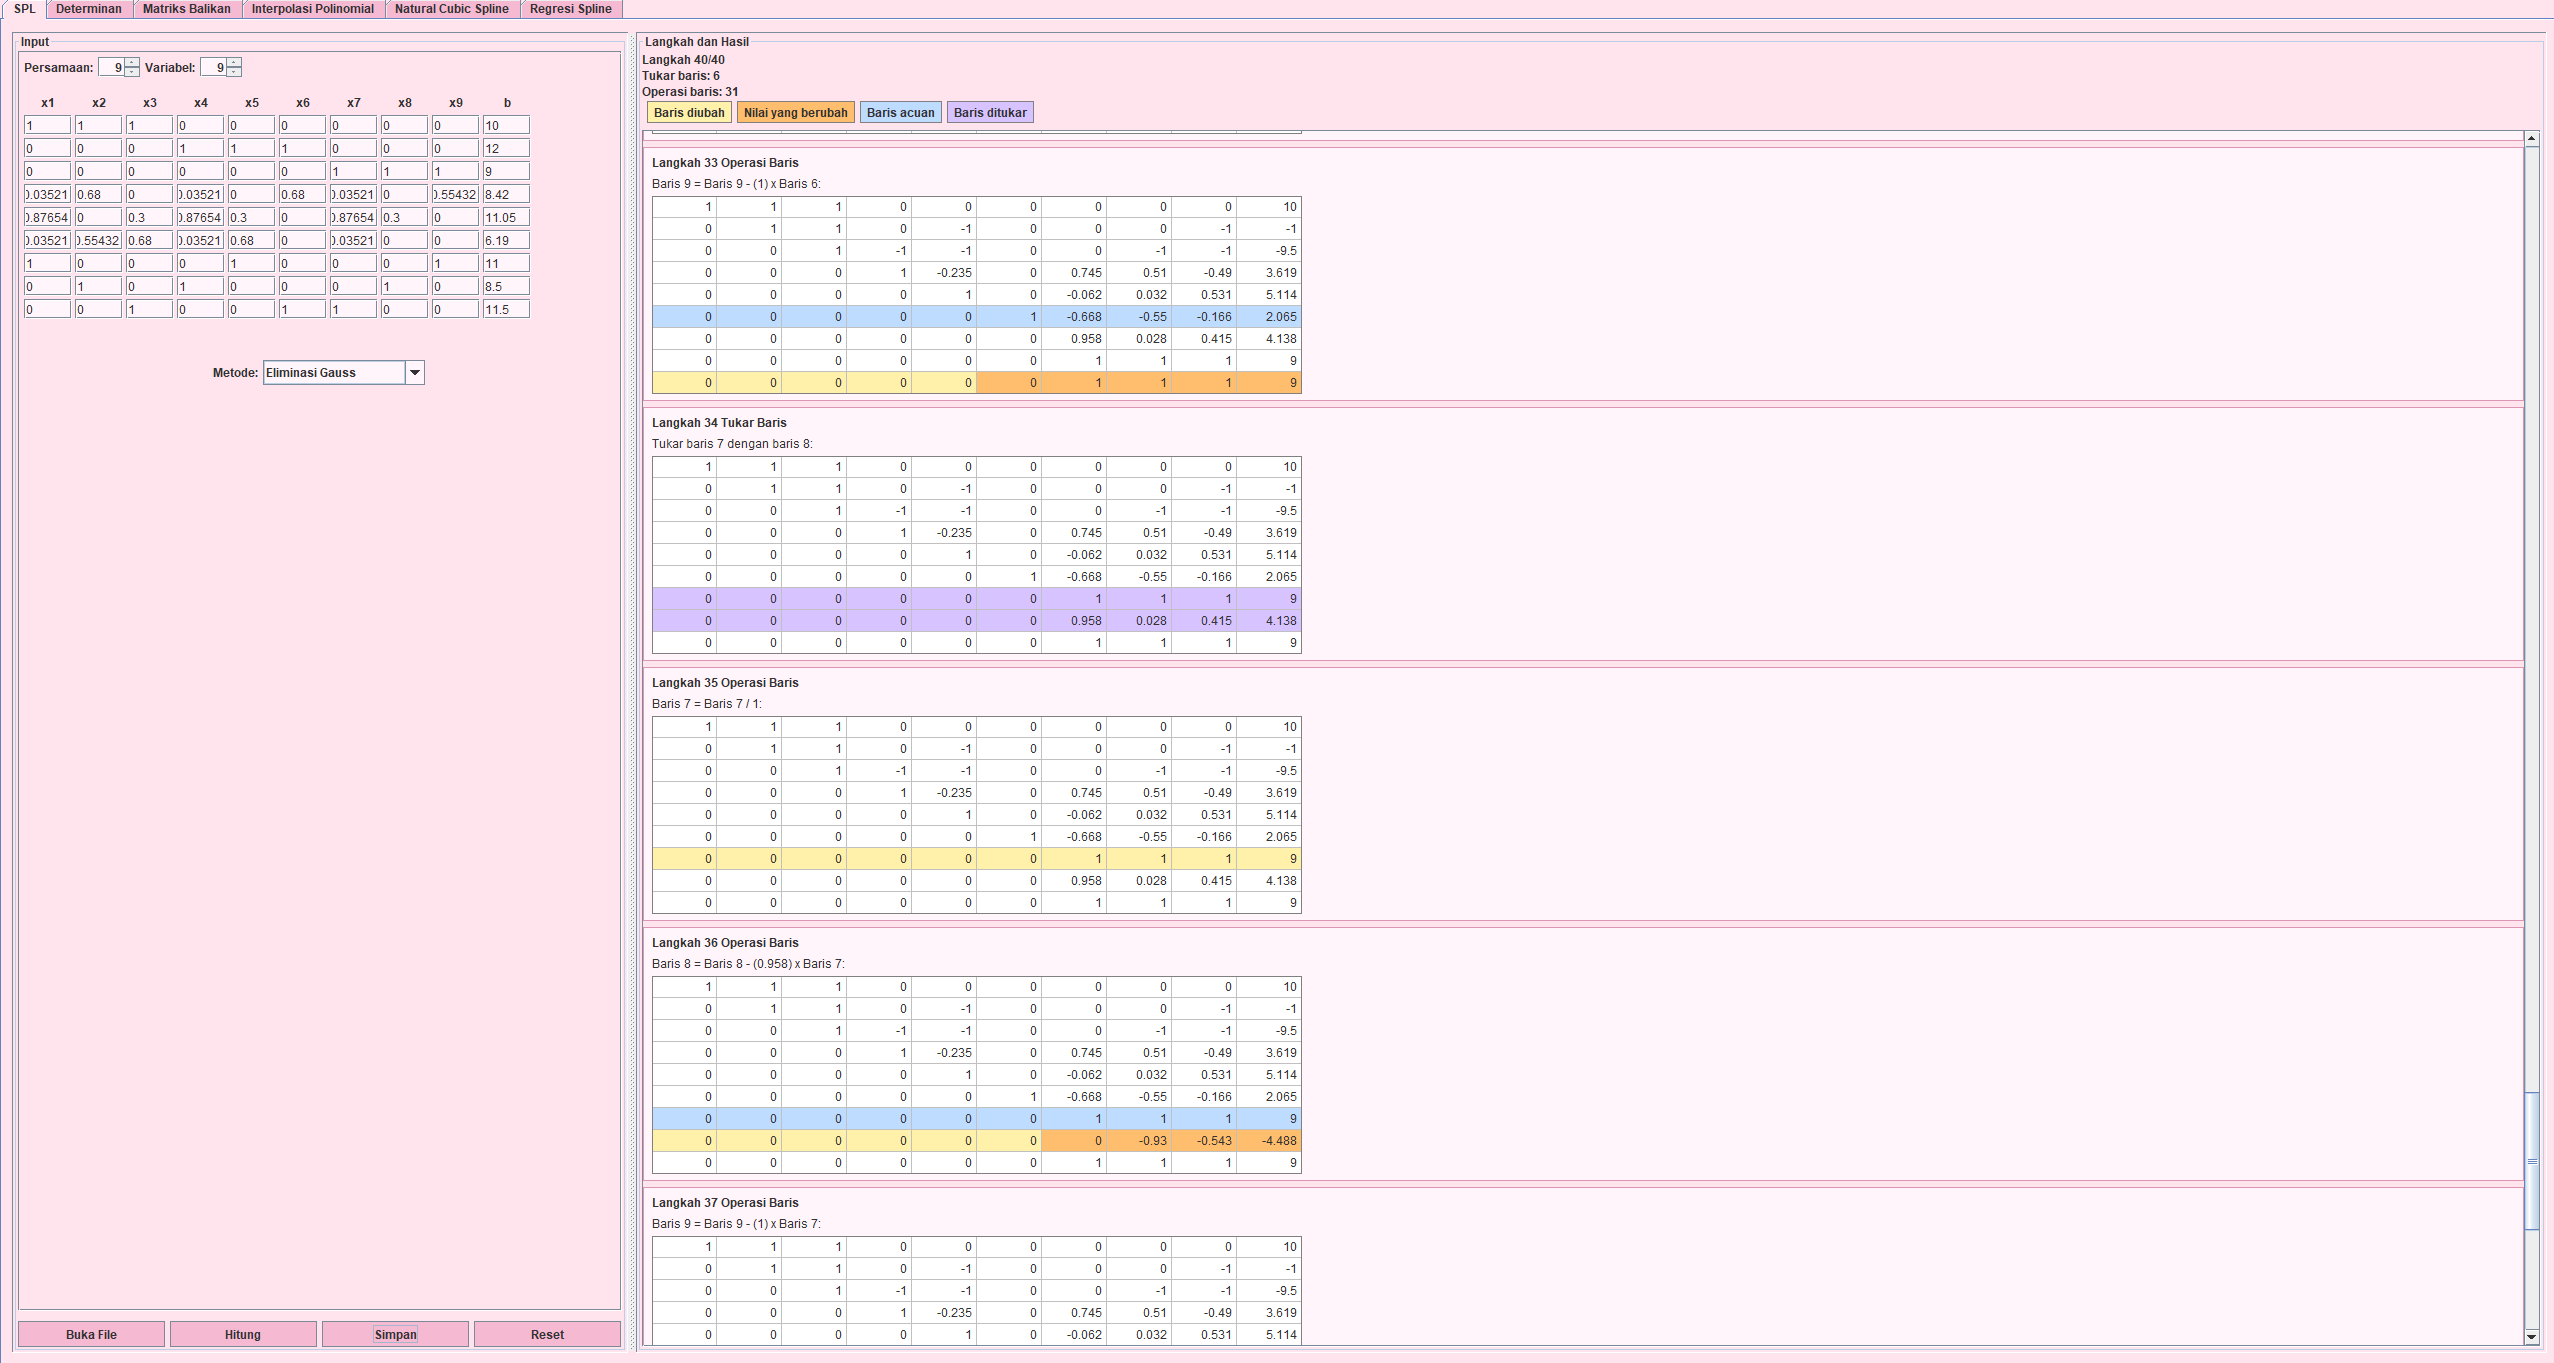 SPL Determinan Matriks Balikan Interpolasi Polinomial Natural Cubic Spline Regresi Spline
Input
Persamaan: 9 Variabel: 9
x1 x2 x3 x4 x5 x6 x7 x8 x9 b
1 1 1 0 0 0 0 0 0 10
0 0 0 1 1 1 0 0 0 12
0 0 0 0 0 0 1 1 1 9
0.03521 0.68 0 0.03521 0 0.68 0.03521 0 0.55432 8.42
0.87654 0 0.3 0.87654 0.3 0 0.87654 0.3 0 11.05
0.03521 0.55432 0.68 0.03521 0.68 0 0.03521 0 0 6.19
1 0 0 0 1 0 0 0 1 11
0 1 0 1 0 0 0 1 0 8.5
0 0 1 0 0 1 1 0 0 11.5
Metode: Eliminasi Gauss
Buka File Hitung Simpan Reset
Langkah dan Hasil
Langkah 40/40
Tukar baris: 6
Operasi baris: 31
Baris diubah Nilai yang berubah Baris acuan Baris ditukar
Langkah 33 Operasi Baris
Baris 9 = Baris 9 - (1) x Baris 6:
1 1 1 0 0 0 0 0 0 10
0 1 1 0 -1 0 0 0 -1 -1
0 0 1 -1 -1 0 0 -1 -1 -9.5
0 0 0 1 -0.235 0 0.745 0.51 -0.49 3.619
0 0 0 0 1 0 -0.062 0.032 0.531 5.114
0 0 0 0 0 1 -0.668 -0.55 -0.166 2.065
0 0 0 0 0 0 0.958 0.028 0.415 4.138
0 0 0 0 0 0 1 1 1 9
0 0 0 0 0 0 1 1 1 9
Langkah 34 Tukar Baris
Tukar baris 7 dengan baris 8:
1 1 1 0 0 0 0 0 0 10
0 1 1 0 -1 0 0 0 -1 -1
0 0 1 -1 -1 0 0 -1 -1 -9.5
0 0 0 1 -0.235 0 0.745 0.51 -0.49 3.619
0 0 0 0 1 0 -0.062 0.032 0.531 5.114
0 0 0 0 0 1 -0.668 -0.55 -0.166 2.065
0 0 0 0 0 0 1 1 1 9
0 0 0 0 0 0 0.958 0.028 0.415 4.138
0 0 0 0 0 0 1 1 1 9
Langkah 35 Operasi Baris
Baris 7 = Baris 7 / 1:
1 1 1 0 0 0 0 0 0 10
0 1 1 0 -1 0 0 0 -1 -1
0 0 1 -1 -1 0 0 -1 -1 -9.5
0 0 0 1 -0.235 0 0.745 0.51 -0.49 3.619
0 0 0 0 1 0 -0.062 0.032 0.531 5.114
0 0 0 0 0 1 -0.668 -0.55 -0.166 2.065
0 0 0 0 0 0 1 1 1 9
0 0 0 0 0 0 0.958 0.028 0.415 4.138
0 0 0 0 0 0 1 1 1 9
Langkah 36 Operasi Baris
Baris 8 = Baris 8 - (0.958) x Baris 7:
1 1 1 0 0 0 0 0 0 10
0 1 1 0 -1 0 0 0 -1 -1
0 0 1 -1 -1 0 0 -1 -1 -9.5
0 0 0 1 -0.235 0 0.745 0.51 -0.49 3.619
0 0 0 0 1 0 -0.062 0.032 0.531 5.114
0 0 0 0 0 1 -0.668 -0.55 -0.166 2.065
0 0 0 0 0 0 1 1 1 9
0 0 0 0 0 0 0 -0.93 -0.543 -4.488
0 0 0 0 0 0 1 1 1 9
Langkah 37 Operasi Baris
Baris 9 = Baris 9 - (1) x Baris 7:
1 1 1 0 0 0 0 0 0 10
0 1 1 0 -1 0 0 0 -1 -1
0 0 1 -1 -1 0 0 -1 -1 -9.5
0 0 0 1 -0.235 0 0.745 0.51 -0.49 3.619
0 0 0 0 1 0 -0.062 0.032 0.531 5.114